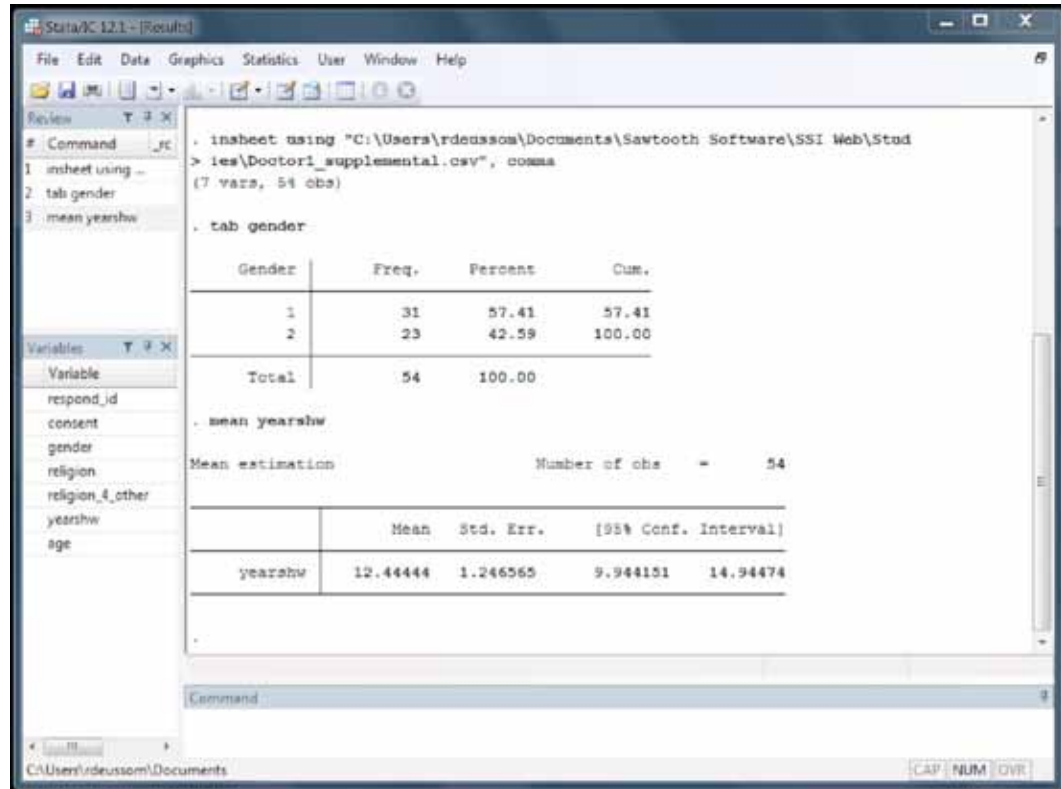 Stata/IC 12.1 - [Results]
File Edit Data Graphics Statistics User Window Help
Review
# Command _rc
1 insheet using ...
2 tab gender
3 mean yearshw
Variables
Variable
respond_id
consent
gender
religion
religion_4_other
yearshw
age
. insheet using "C:\Users\rdeussom\Documents\Sawtooth Software\SSI Web\Stud
> ies\Doctor1_supplemental.csv", comma
(7 vars, 54 obs)
. tab gender
Gender Freq. Percent Cum.
1 31 57.41 57.41
2 23 42.59 100.00
Total 54 100.00
. mean yearshw
Mean estimation Number of obs = 54
Mean Std. Err. [95% Conf. Interval]
yearshw 12.44444 1.246565 9.944151 14.94474
.
Command
C:\Users\rdeussom\Documents
CAP NUM OVR